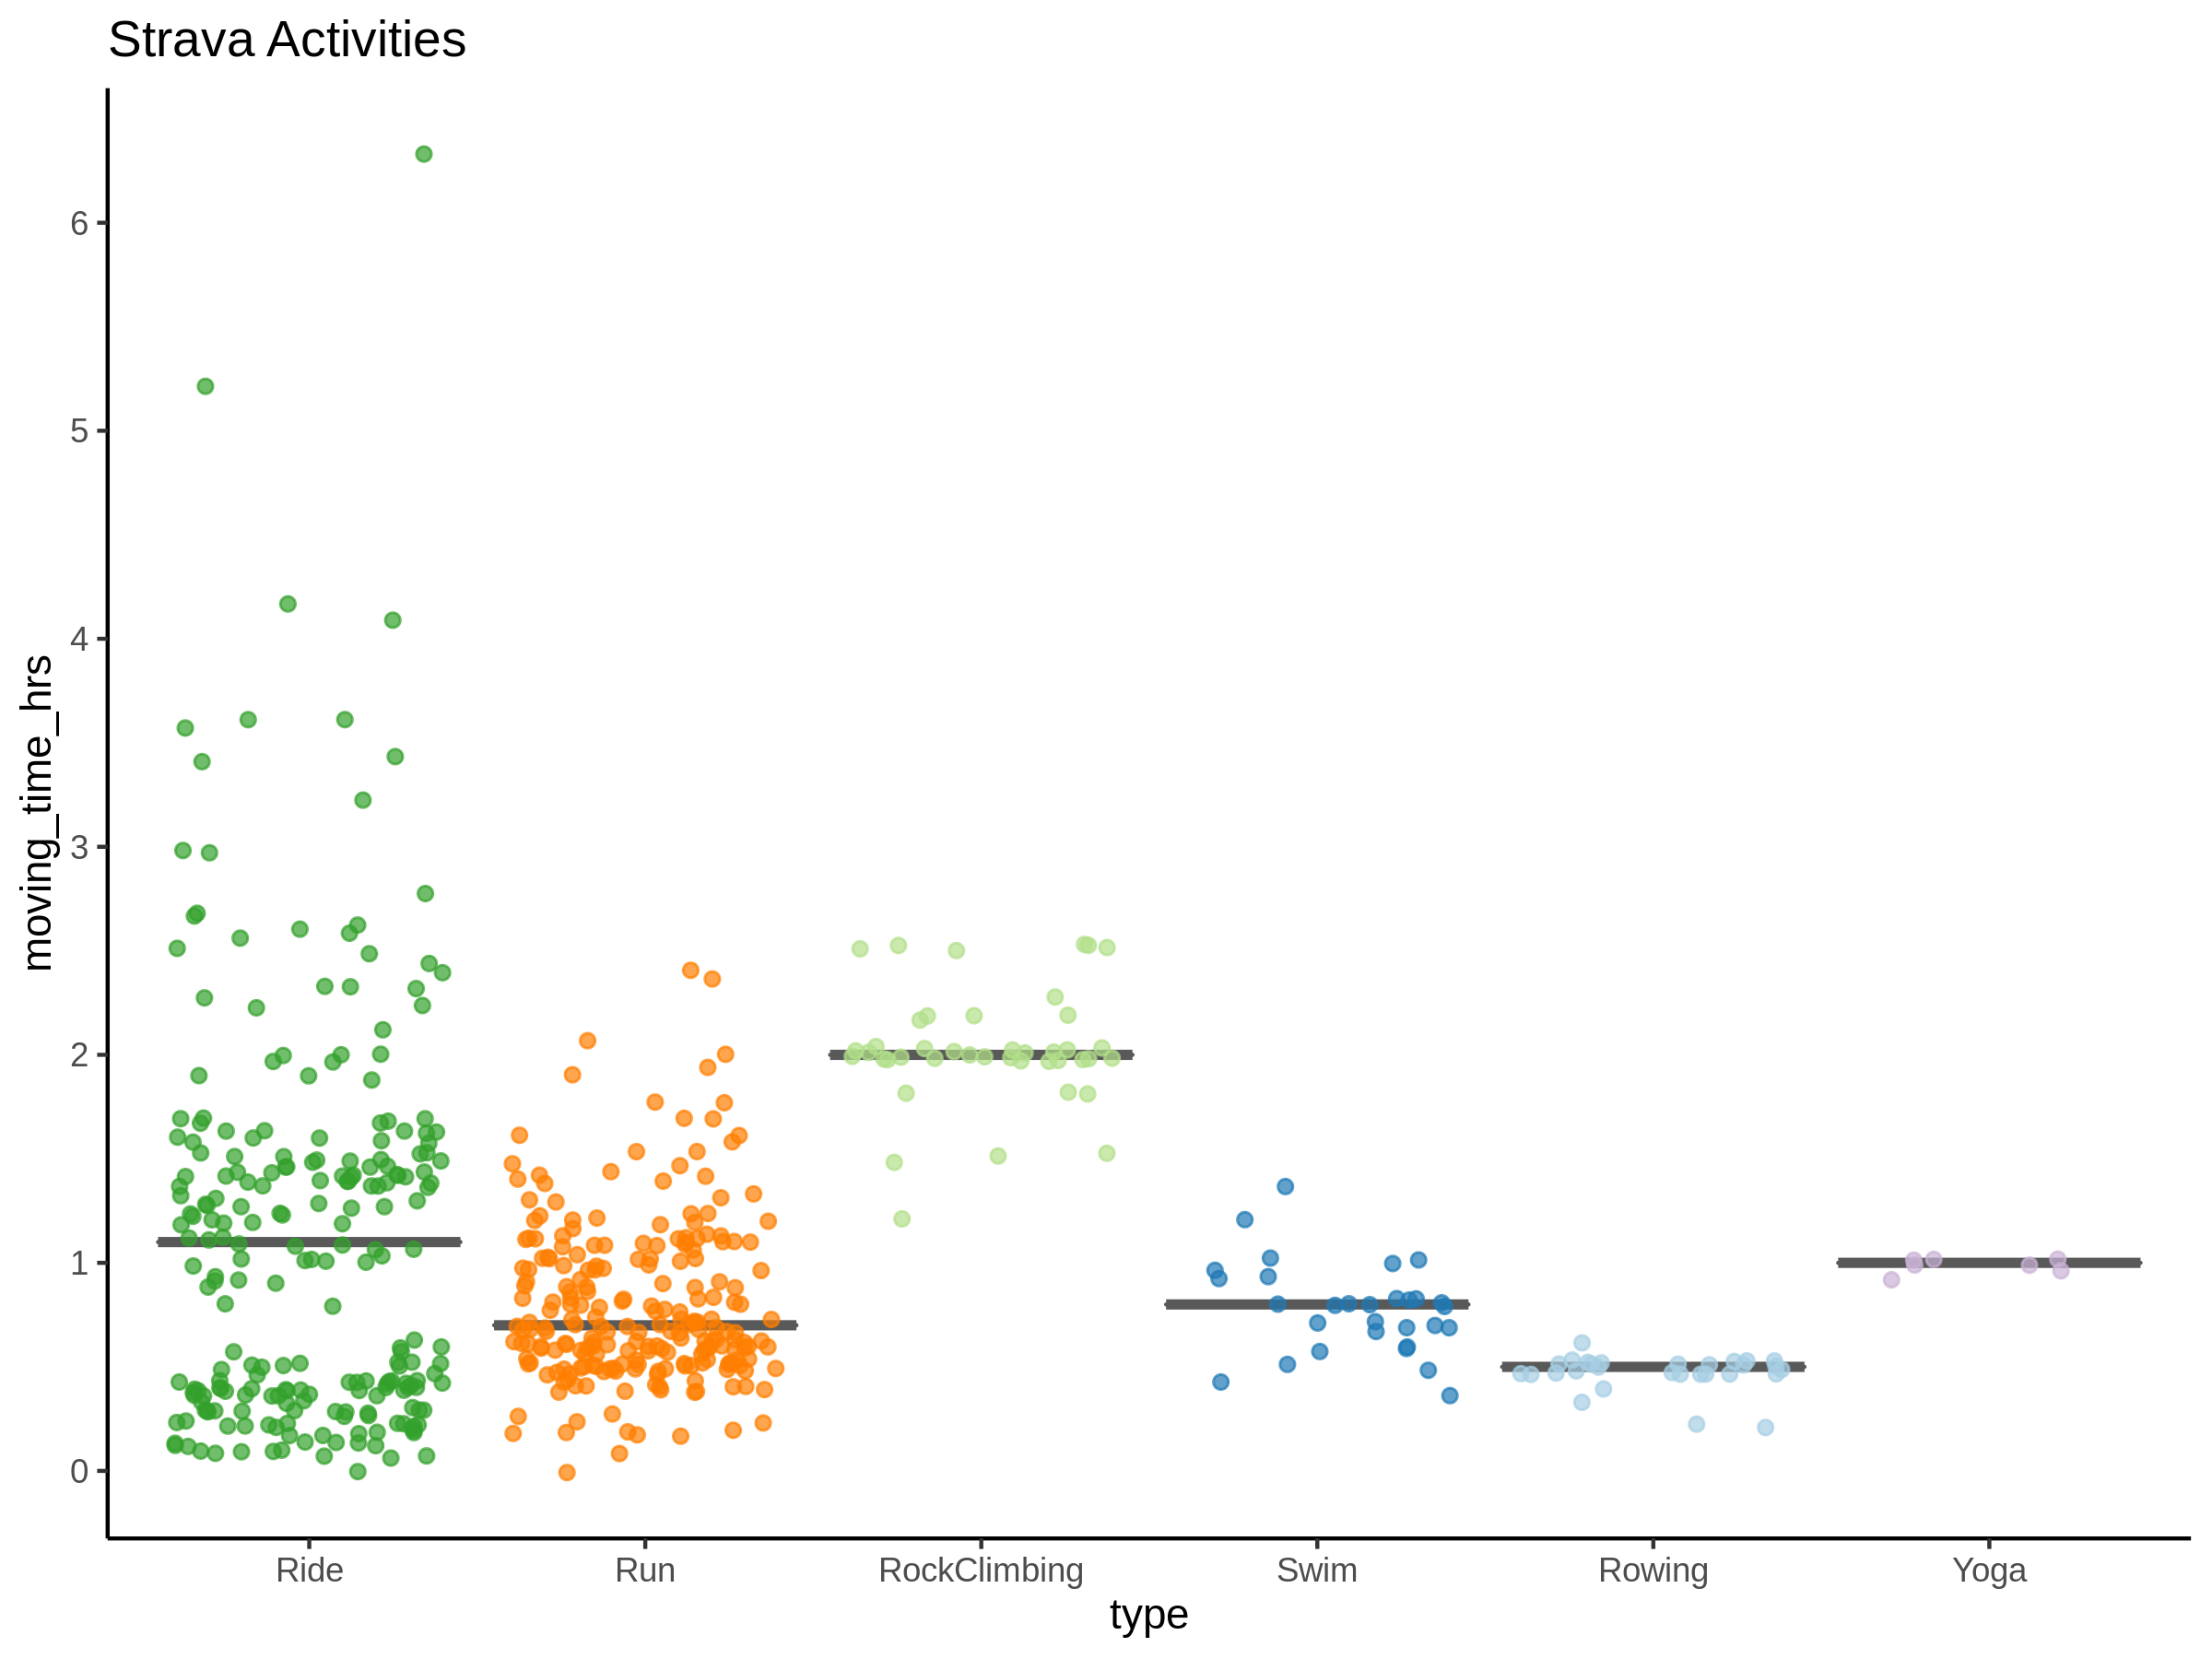 Strava Activities
moving_time_hrs
6
5
4
3
2
1
0
Ride Run RockClimbing Swim Rowing Yoga
type